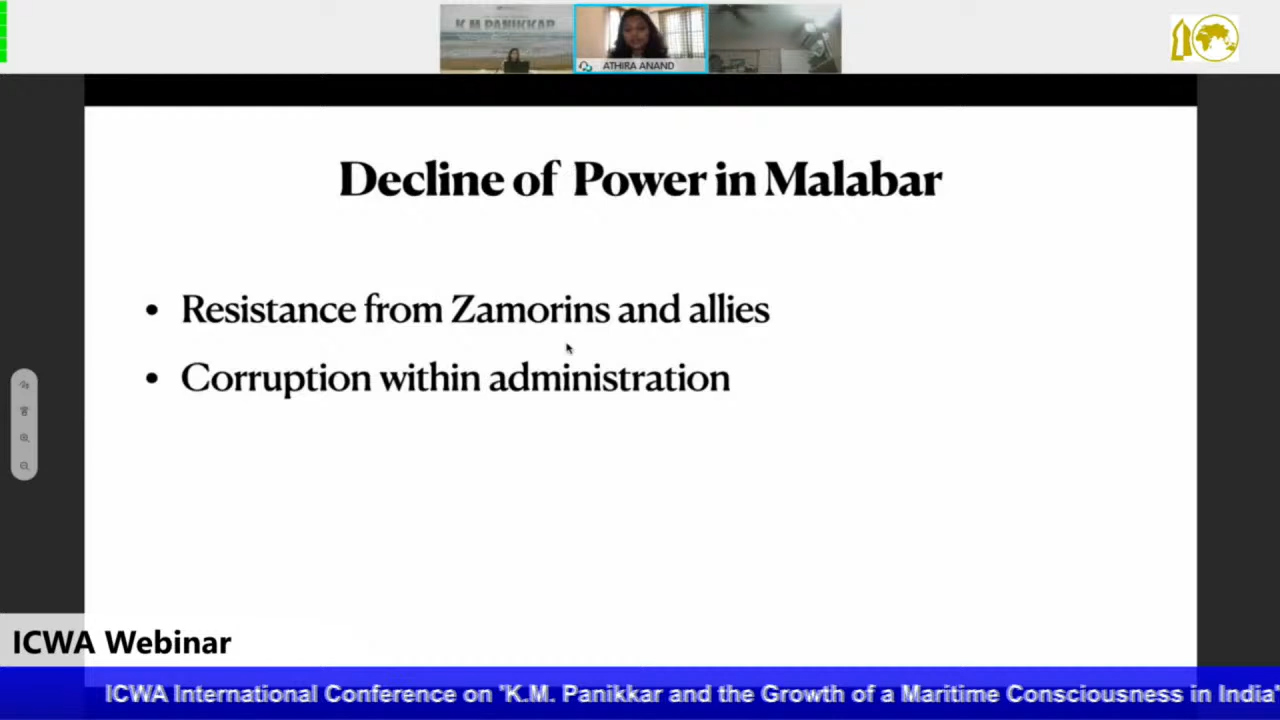 K M PANIKKAR
ATHIRA ANAND
Decline of Power in Malabar
• Resistance from Zamorins and allies
• Corruption within administration
ICWA Webinar
ICWA International Conference on 'K.M. Panikkar and the Growth of a Maritime Consciousness in India'